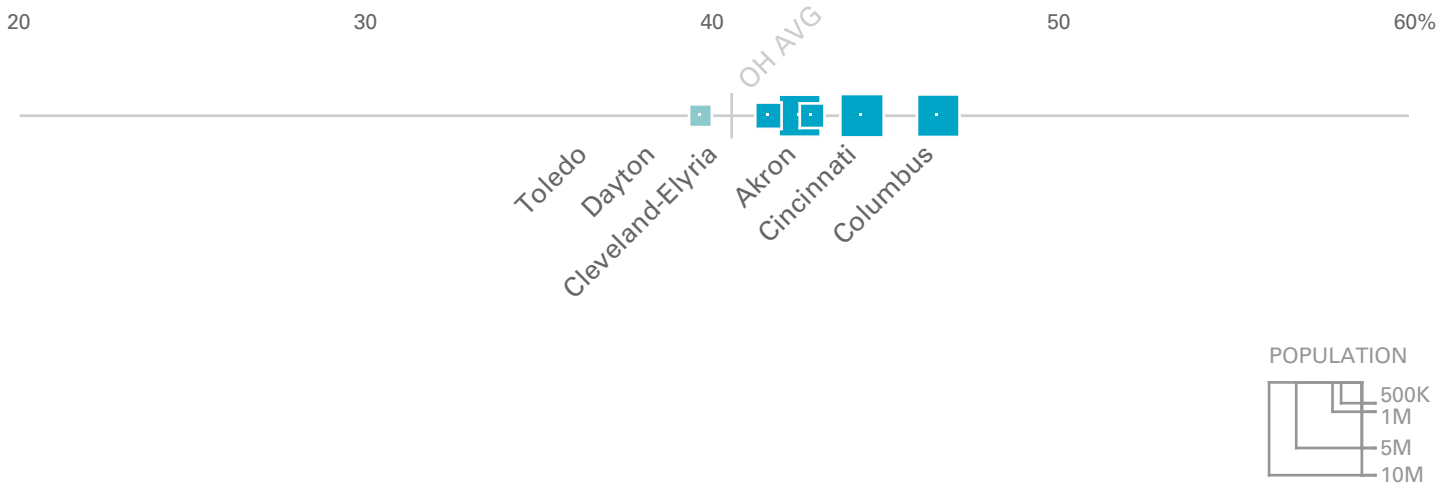 20 30 40 50 60%
OH AVG
Toledo
Dayton
Cleveland-Elyria
Akron
Cincinnati
Columbus
POPULATION
500K
1M
5M
10M